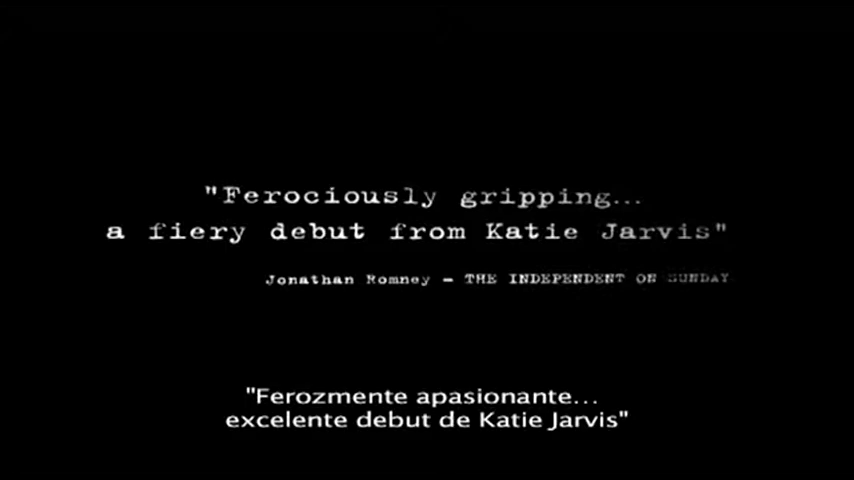 "Ferociously gripping...
a fiery debut from Katie Jarvis"
Jonathan Romney – THE INDEPENDENT ON SUNDAY
"Ferozmente apasionante...
excelente debut de Katie Jarvis"